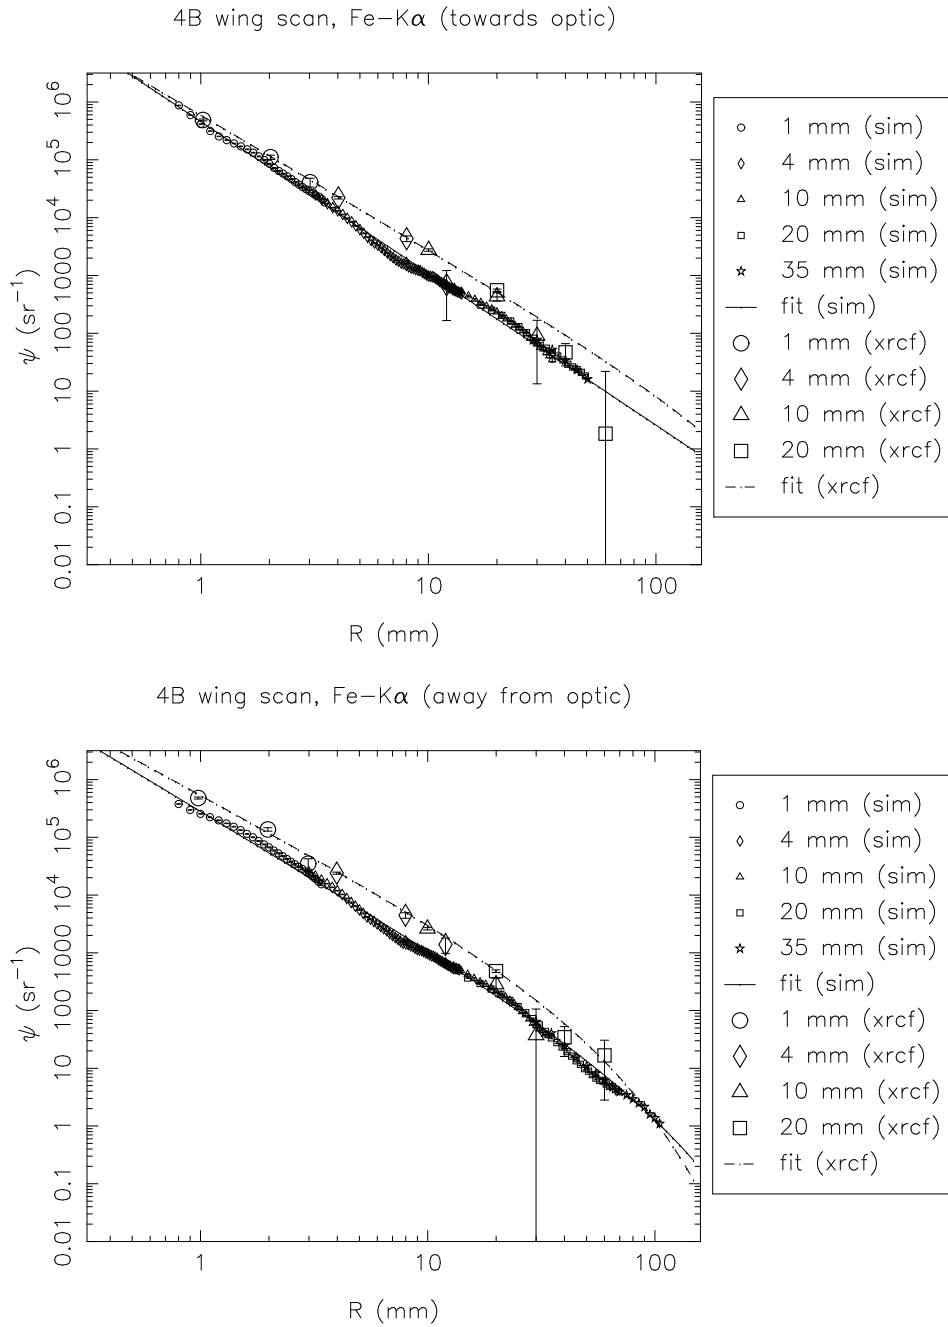 4B wing scan, Fe−Kα (towards optic)
ψ (sr⁻¹)
10⁶
10⁵
10⁴
1000
100
10
1
0.1
0.01
1
10
100
R (mm)
1 mm (sim)
4 mm (sim)
10 mm (sim)
20 mm (sim)
35 mm (sim)
fit (sim)
1 mm (xrcf)
4 mm (xrcf)
10 mm (xrcf)
20 mm (xrcf)
fit (xrcf)
4B wing scan, Fe−Kα (away from optic)
ψ (sr⁻¹)
10⁶
10⁵
10⁴
1000
100
10
1
0.1
0.01
1
10
100
R (mm)
1 mm (sim)
4 mm (sim)
10 mm (sim)
20 mm (sim)
35 mm (sim)
fit (sim)
1 mm (xrcf)
4 mm (xrcf)
10 mm (xrcf)
20 mm (xrcf)
fit (xrcf)